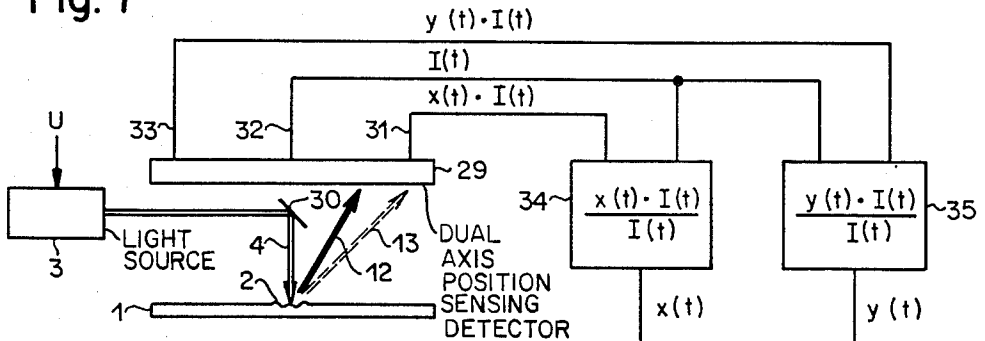 Fig. 7
y(t)·I(t)
I(t)
x(t)·I(t)
33
32
31
U
29
30
34
x(t)·I(t)
I(t)
y(t)·I(t)
I(t)
35
4
13
12
LIGHT
SOURCE
3
DUAL
AXIS
POSITION
SENSING
DETECTOR
2
1
x(t)
y(t)